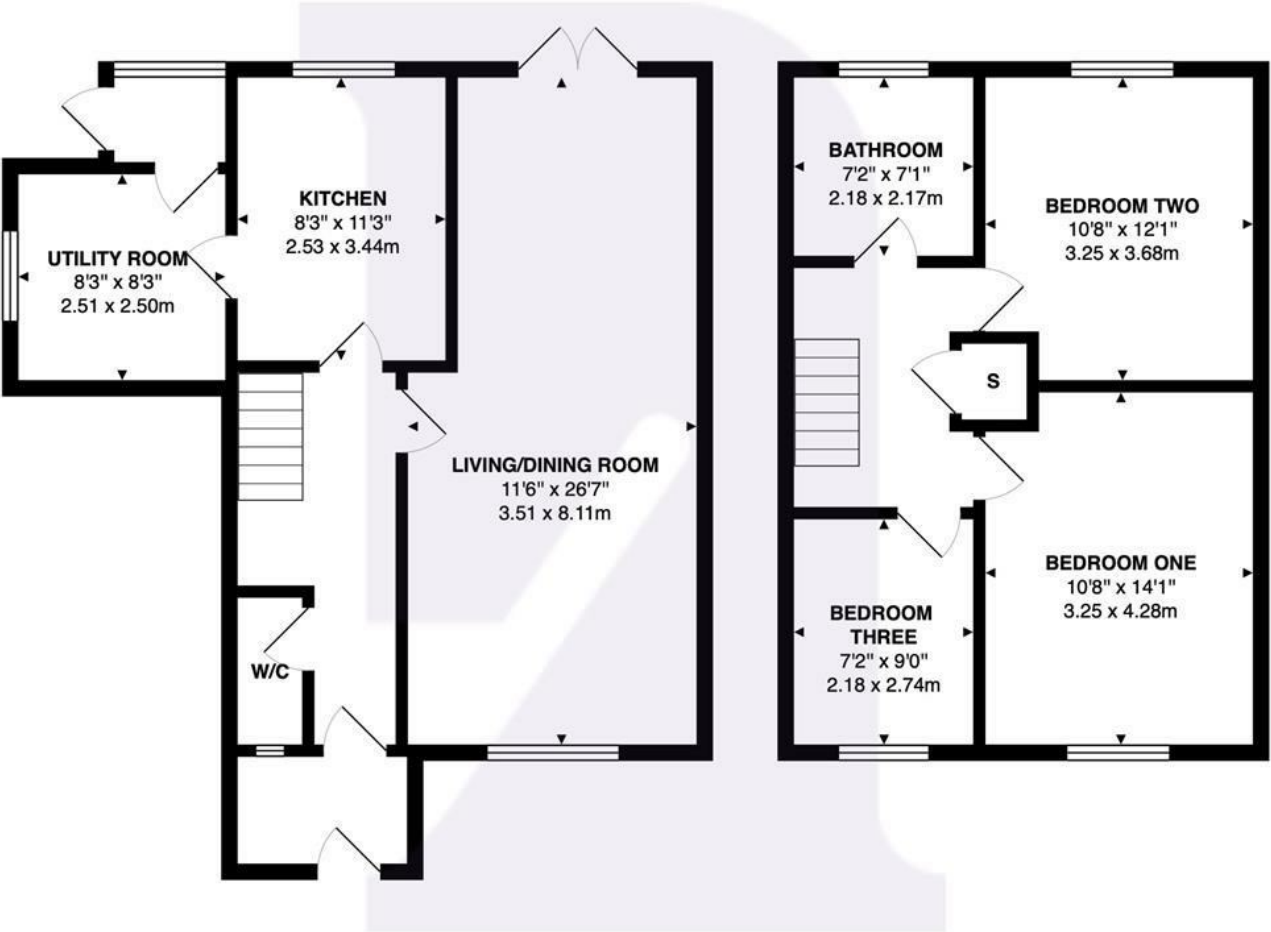 KITCHEN
8'3" x 11'3"
2.53 x 3.44m
UTILITY ROOM
8'3" x 8'3"
2.51 x 2.50m
LIVING/DINING ROOM
11'6" x 26'7"
3.51 x 8.11m
W/C
BATHROOM
7'2" x 7'1"
2.18 x 2.17m
BEDROOM TWO
10'8" x 12'1"
3.25 x 3.68m
S
BEDROOM ONE
10'8" x 14'1"
3.25 x 4.28m
BEDROOM
THREE
7'2" x 9'0"
2.18 x 2.74m